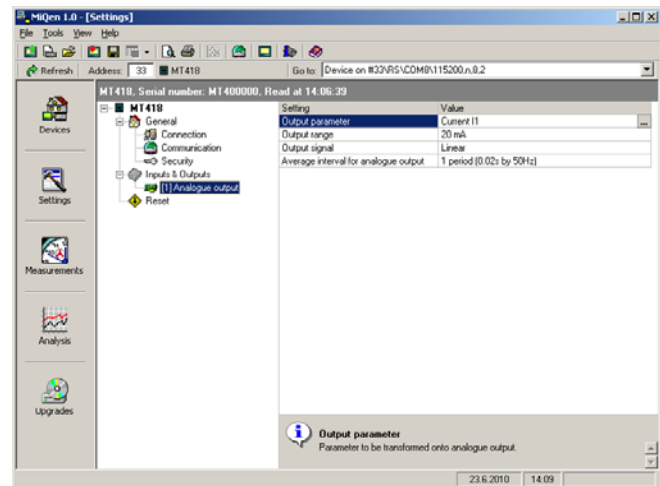 MiQen 1.0 - [Settings]
File Tools View Help
Refresh Address: 33 MT418 Go to: Device on #33\RS\COM8\115200,n,8,2
MT418, Serial number: MT400000, Read at 14:06:39
Devices
Settings
Measurements
Analysis
Upgrades
MT418
General
Connection
Communication
Security
Inputs & Outputs
[1] Analogue output
Reset
Setting Value
Output parameter Current I1 ...
Output range 20 mA
Output signal Linear
Average interval for analogue output 1 period (0.02s by 50Hz)
Output parameter
Parameter to be transformed onto analogue output.
23.6.2010 14:09